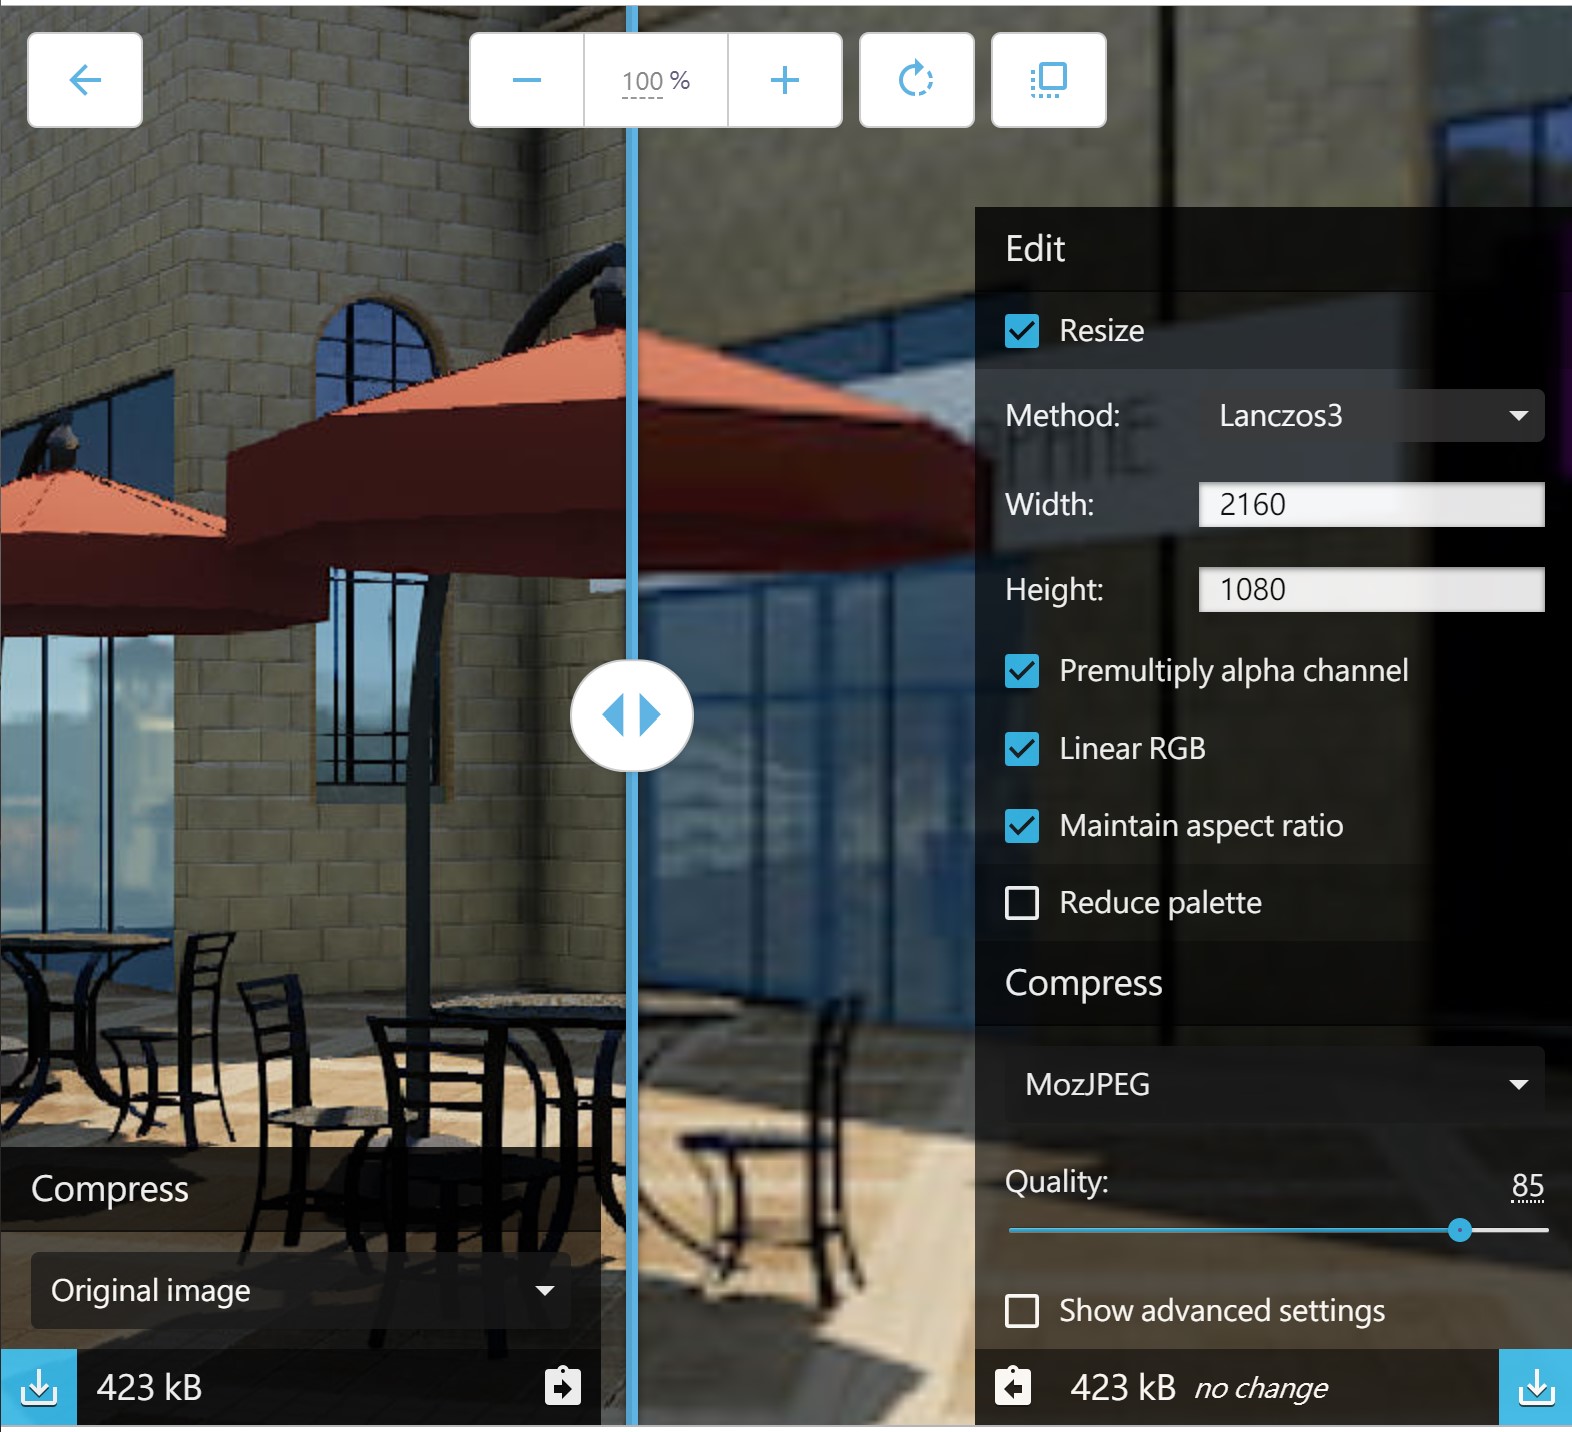 100 %
Edit
Resize
Method: Lanczos3
Width: 2160
Height: 1080
Premultiply alpha channel
Linear RGB
Maintain aspect ratio
Reduce palette
Compress
MozJPEG
Quality: 85
Show advanced settings
423 kB no change
Compress
Original image
423 kB